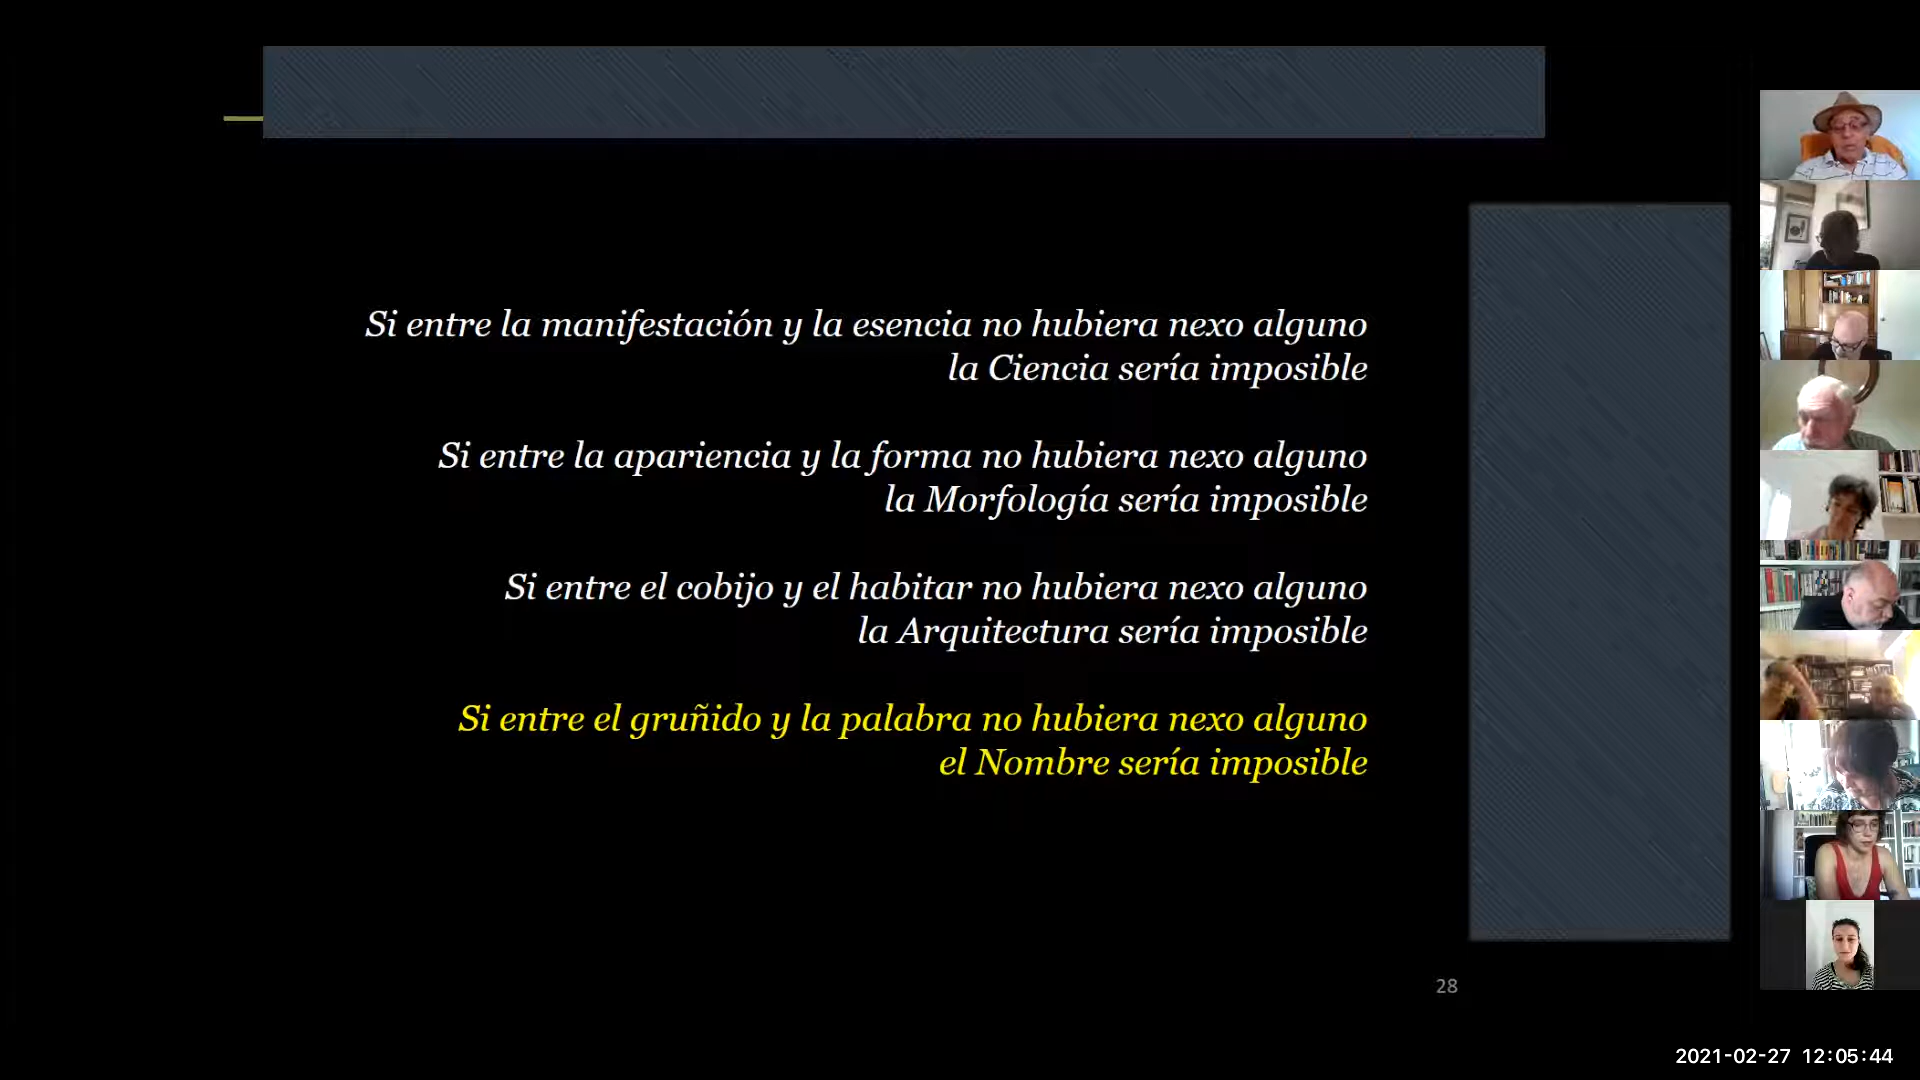 Si entre la manifestación y la esencia no hubiera nexo alguno
la Ciencia sería imposible
Si entre la apariencia y la forma no hubiera nexo alguno
la Morfología sería imposible
Si entre el cobijo y el habitar no hubiera nexo alguno
la Arquitectura sería imposible
Si entre el gruñido y la palabra no hubiera nexo alguno
el Nombre sería imposible
28
2021-02-27 12:05:44